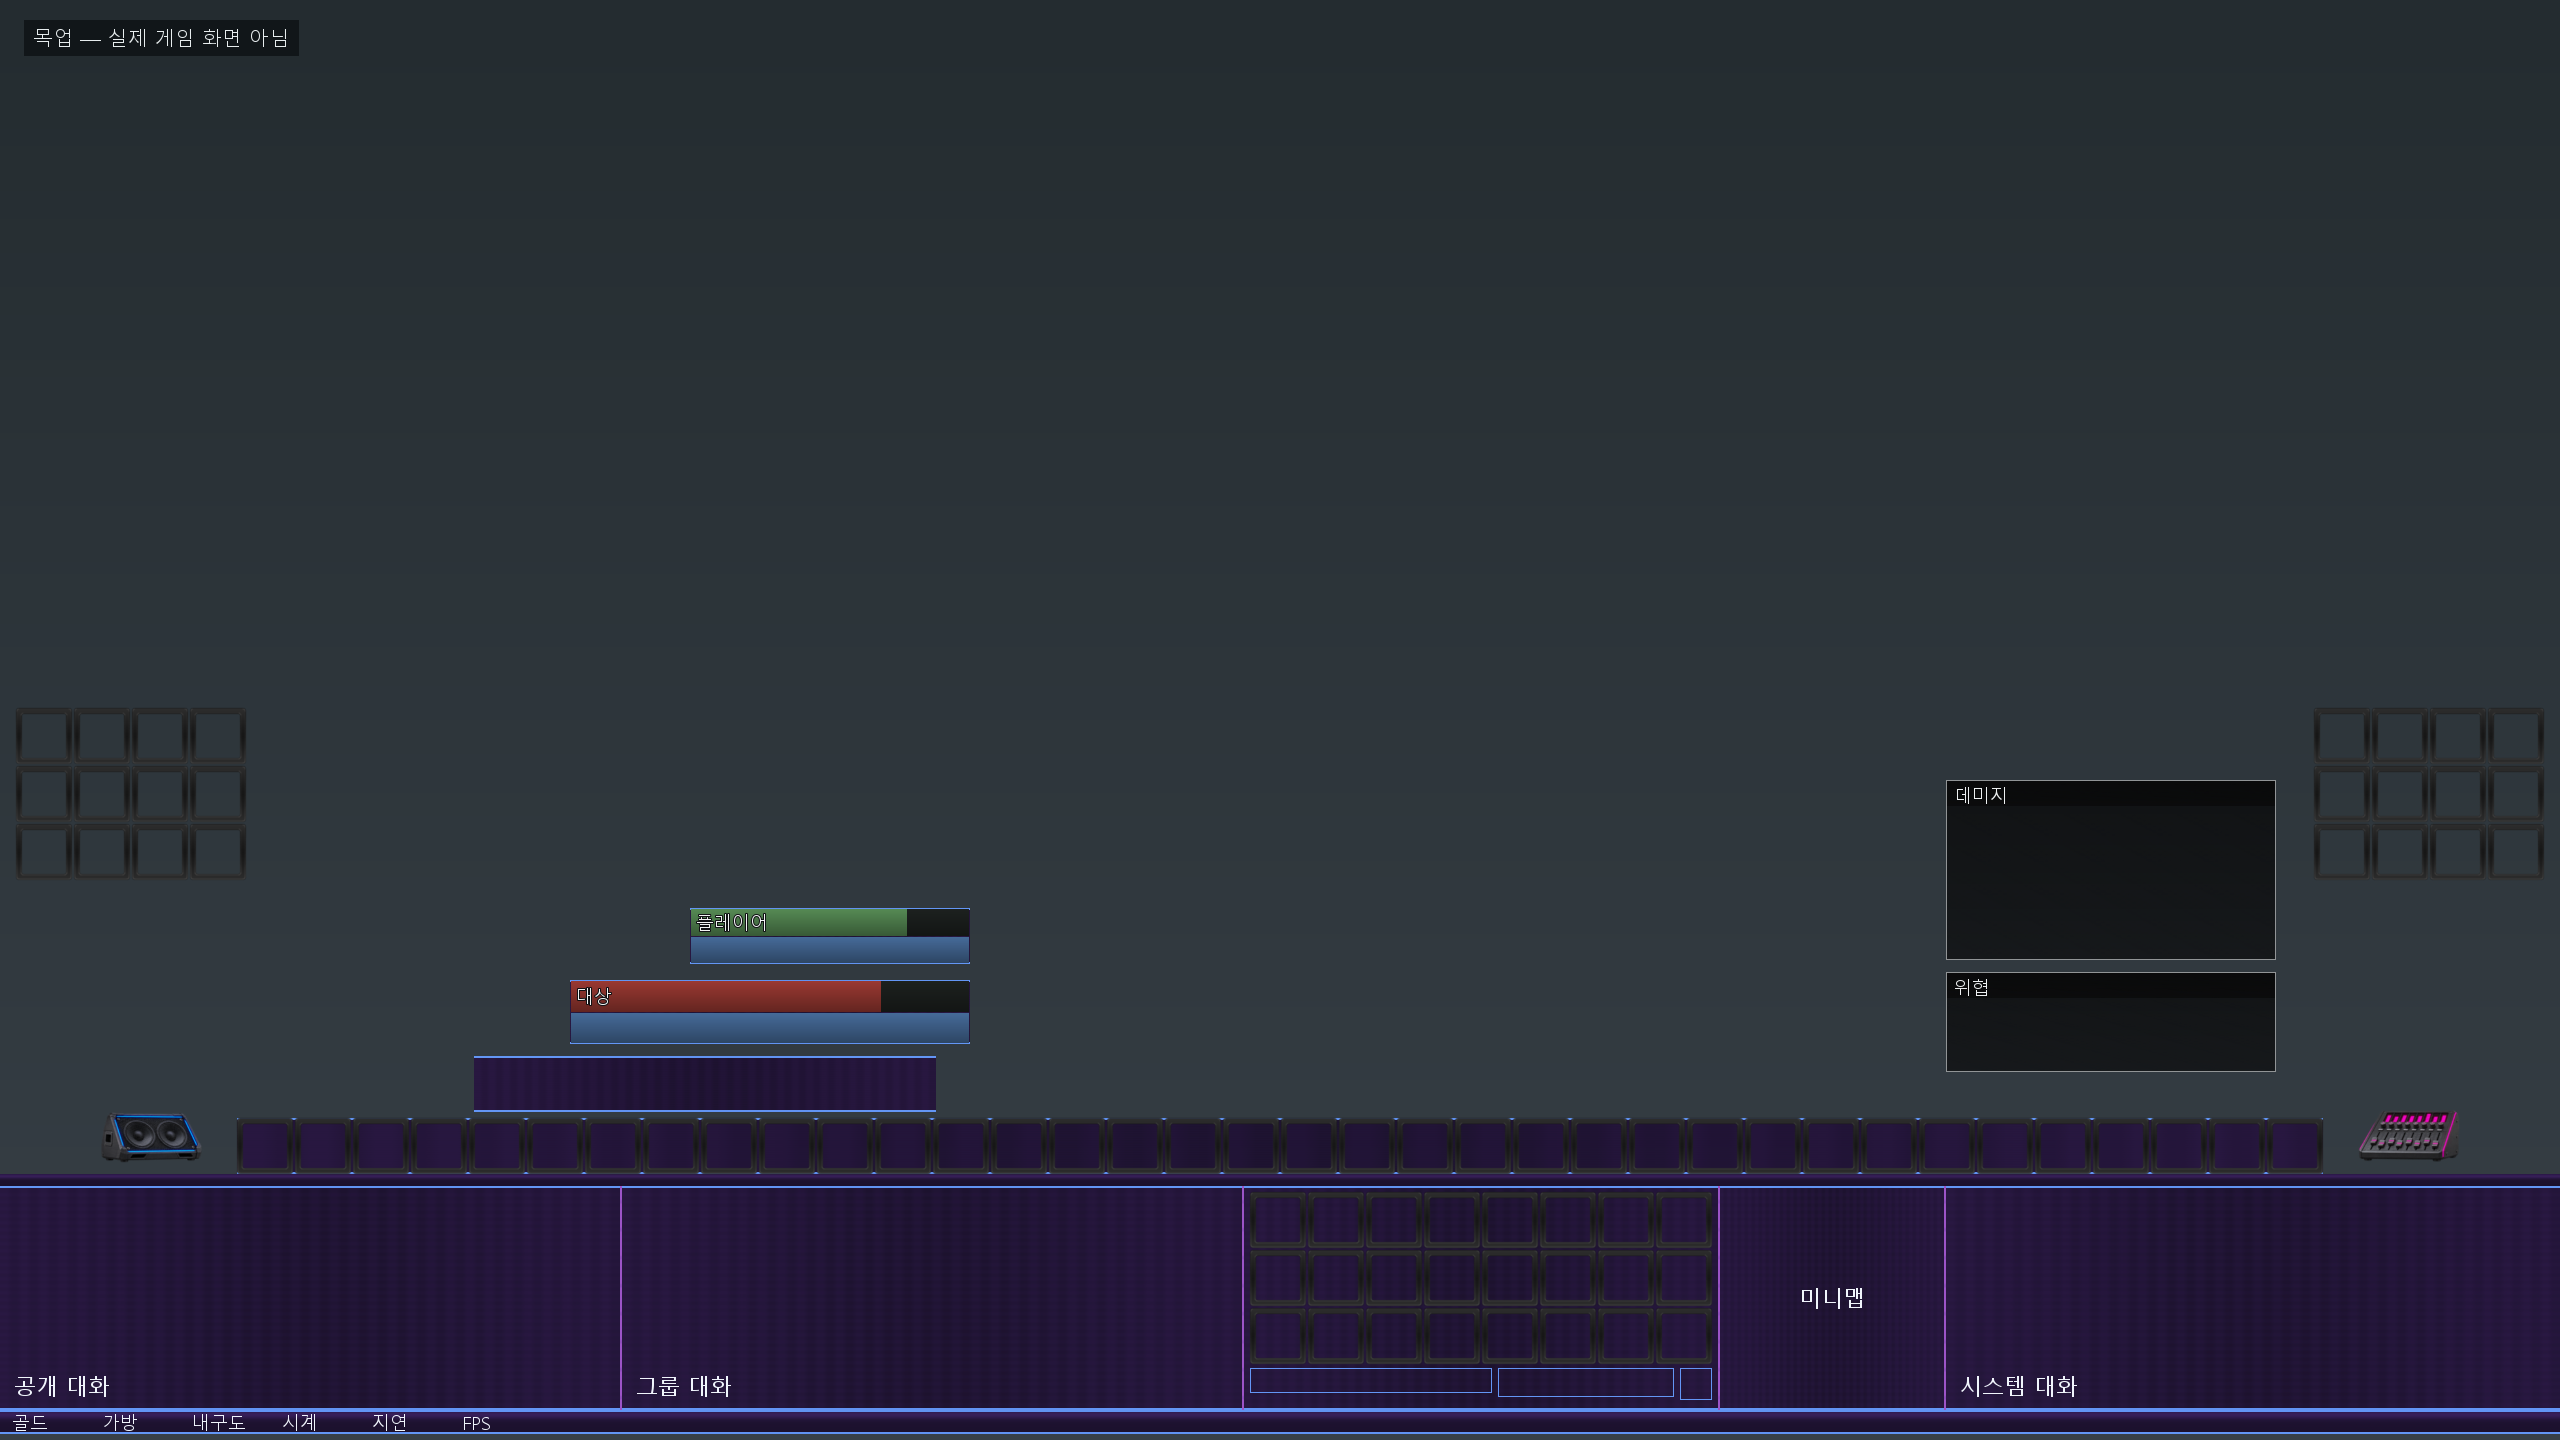 목업 — 실제 게임 화면 아님
데미지
플레이어
위협
대상
미니맵
공개 대화
그룹 대화
시스템 대화
골드 가방 내구도 시계 지연 FPS